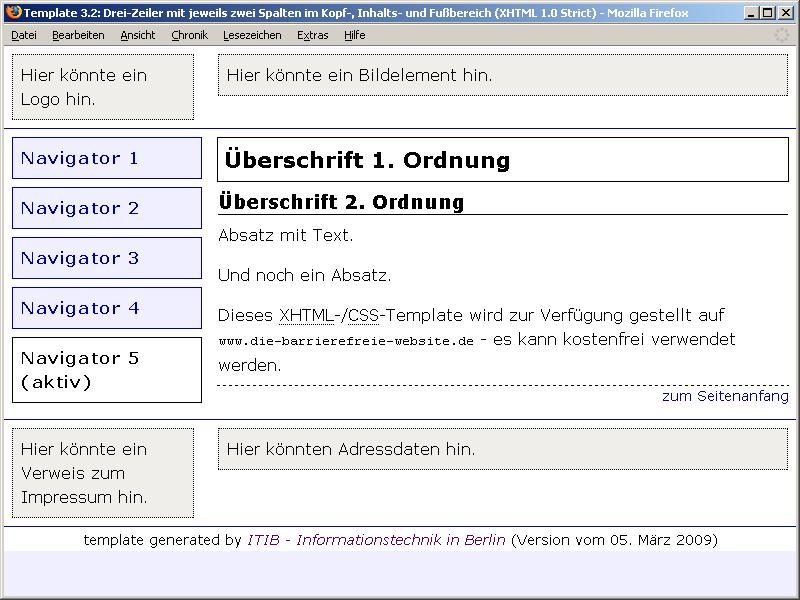 Template 3.2: Drei-Zeiler mit jeweils zwei Spalten im Kopf-, Inhalts- und Fußbereich (XHTML 1.0 Strict) - Mozilla Firefox
Datei Bearbeiten Ansicht Chronik Lesezeichen Extras Hilfe
Hier könnte ein
Logo hin.
Hier könnte ein Bildelement hin.
Navigator 1
Navigator 2
Navigator 3
Navigator 4
Navigator 5
(aktiv)
Überschrift 1. Ordnung
Überschrift 2. Ordnung
Absatz mit Text.
Und noch ein Absatz.
Dieses XHTML-/CSS-Template wird zur Verfügung gestellt auf
www.die-barrierefreie-website.de - es kann kostenfrei verwendet
werden.
zum Seitenanfang
Hier könnte ein
Verweis zum
Impressum hin.
Hier könnten Adressdaten hin.
template generated by ITIB - Informationstechnik in Berlin (Version vom 05. März 2009)